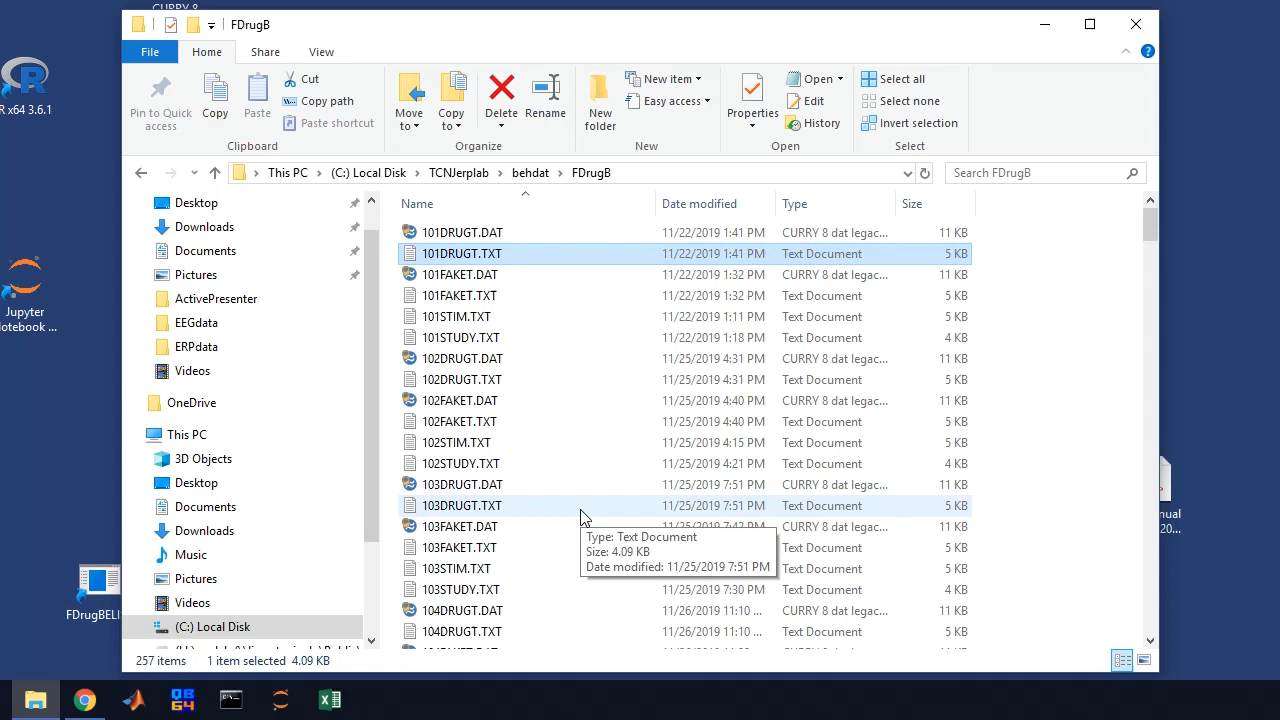 CURRY 8
FDrugB
File Home Share View
Pin to Quick access
Copy
Paste
Cut
Copy path
Paste shortcut
Clipboard
Move to
Copy to
Delete
Rename
Organize
New folder
New item
Easy access
New
Properties
Open
Edit
History
Open
Select all
Select none
Invert selection
Select
This PC > (C:) Local Disk > TCNJerplab > behdat > FDrugB
Search FDrugB
R x64 3.6.1
Jupyter
Notebook ...
FDrugBEL
Desktop
Downloads
Documents
Pictures
ActivePresenter
EEGdata
ERPdata
Videos
OneDrive
This PC
3D Objects
Desktop
Documents
Downloads
Music
Pictures
Videos
(C:) Local Disk
Name Date modified Type Size
101DRUGT.DAT 11/22/2019 1:41 PM CURRY 8 dat legac... 11 KB
101DRUGT.TXT 11/22/2019 1:41 PM Text Document 5 KB
101FAKET.DAT 11/22/2019 1:32 PM CURRY 8 dat legac... 11 KB
101FAKET.TXT 11/22/2019 1:32 PM Text Document 5 KB
101STIM.TXT 11/22/2019 1:11 PM Text Document 5 KB
101STUDY.TXT 11/22/2019 1:18 PM Text Document 4 KB
102DRUGT.DAT 11/25/2019 4:31 PM CURRY 8 dat legac... 11 KB
102DRUGT.TXT 11/25/2019 4:31 PM Text Document 5 KB
102FAKET.DAT 11/25/2019 4:40 PM CURRY 8 dat legac... 11 KB
102FAKET.TXT 11/25/2019 4:40 PM Text Document 5 KB
102STIM.TXT 11/25/2019 4:15 PM Text Document 5 KB
102STUDY.TXT 11/25/2019 4:21 PM Text Document 4 KB
103DRUGT.DAT 11/25/2019 7:51 PM CURRY 8 dat legac... 11 KB
103DRUGT.TXT 11/25/2019 7:51 PM Text Document 5 KB
103FAKET.DAT 11/25/2019 7:42 PM CURRY 8 dat legac... 11 KB
103FAKET.TXT Text Document 5 KB
103STIM.TXT Text Document 5 KB
103STUDY.TXT 11/25/2019 7:30 PM Text Document 4 KB
104DRUGT.DAT 11/26/2019 11:10 ... CURRY 8 dat legac... 11 KB
104DRUGT.TXT 11/26/2019 11:10 ... Text Document 5 KB
Type: Text Document
Size: 4.09 KB
Date modified: 11/25/2019 7:51 PM
257 items 1 item selected 4.09 KB
nual
20...
QB
64